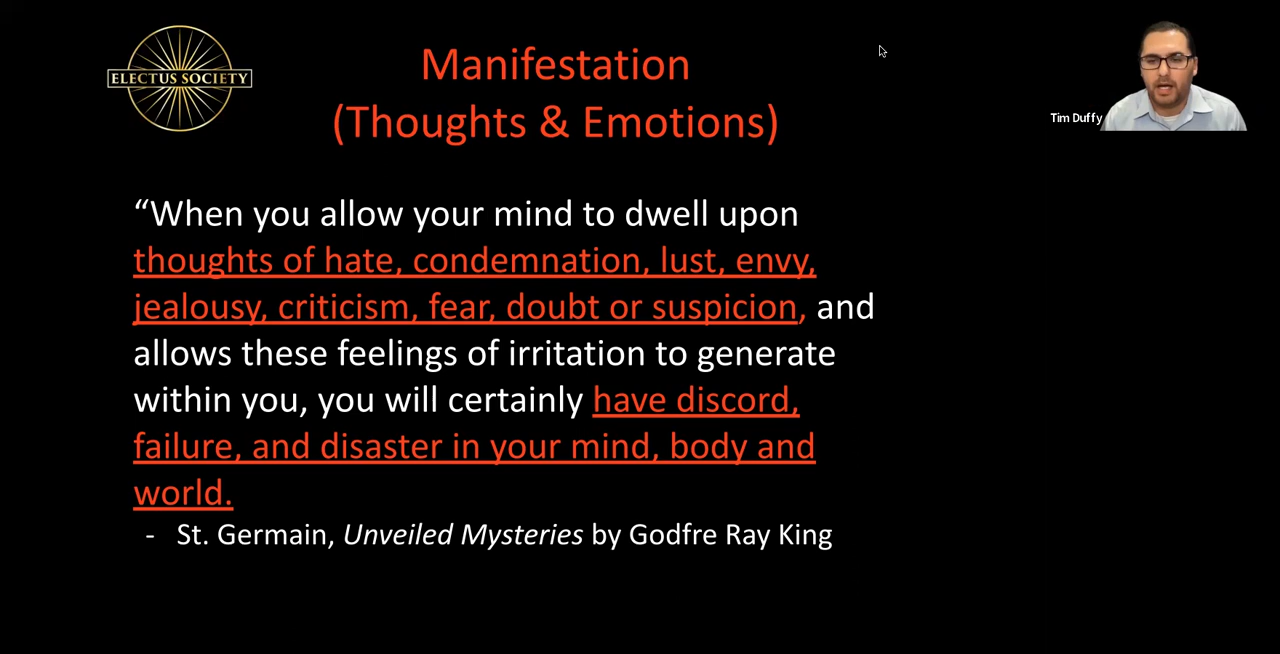 ELECTUS SOCIETY
Manifestation
(Thoughts & Emotions)
Tim Duffy
“When you allow your mind to dwell upon
thoughts of hate, condemnation, lust, envy,
jealousy, criticism, fear, doubt or suspicion, and
allows these feelings of irritation to generate
within you, you will certainly have discord,
failure, and disaster in your mind, body and
world.
- St. Germain, Unveiled Mysteries by Godfre Ray King